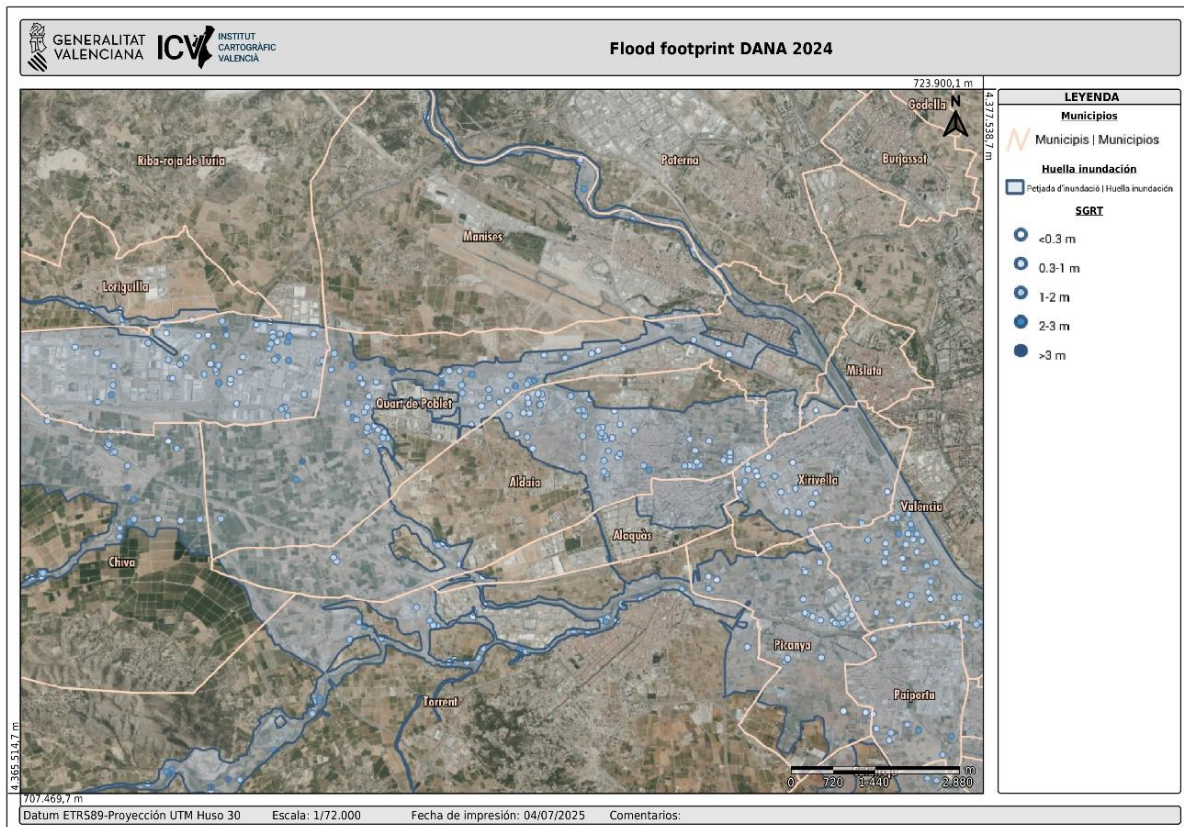 GENERALITAT
VALENCIANA
ICV
INSTITUT
CARTOGRÀFIC
VALENCIÀ
Flood footprint DANA 2024
723.900,1 m
4.377.538,7 m
N
Godella
Burjassot
Paterna
Riba-roja de Túria
Manises
Loriguilla
Mislata
Quart de Poblet
Aldaia
Xirivella
València
Alaquàs
Chiva
Picanya
Paiporta
Torrent
0 720 1.440 2.880 m
4.365.514,7 m
707.469,7 m
LEYENDA
Municipios
Municipis | Municipios
Huella inundación
Petjada d'inundació | Huella inundación
SGRT
<0.3 m
0.3-1 m
1-2 m
2-3 m
>3 m
Datum ETRS89-Proyección UTM Huso 30 Escala: 1/72.000 Fecha de impresión: 04/07/2025 Comentarios: